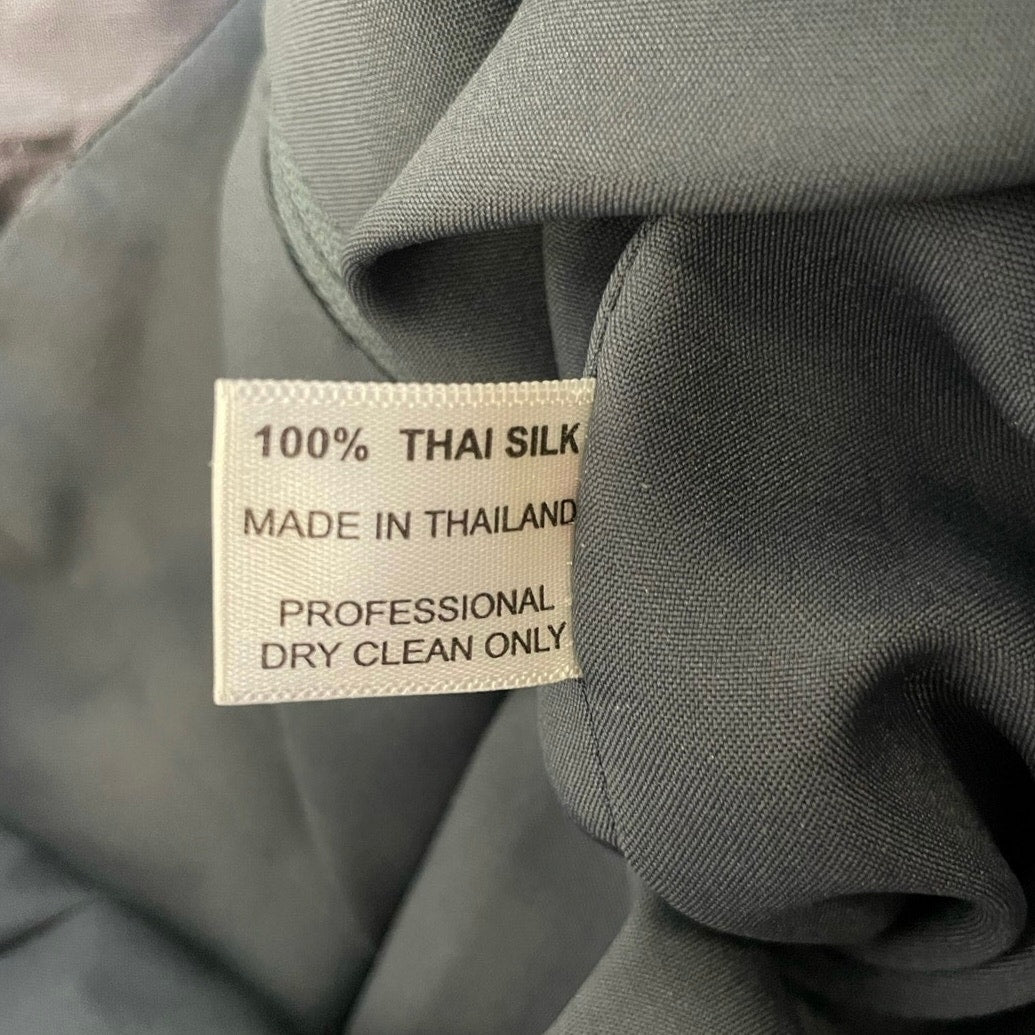 100% THAI SILK
MADE IN THAILAND
PROFESSIONAL
DRY CLEAN ONLY